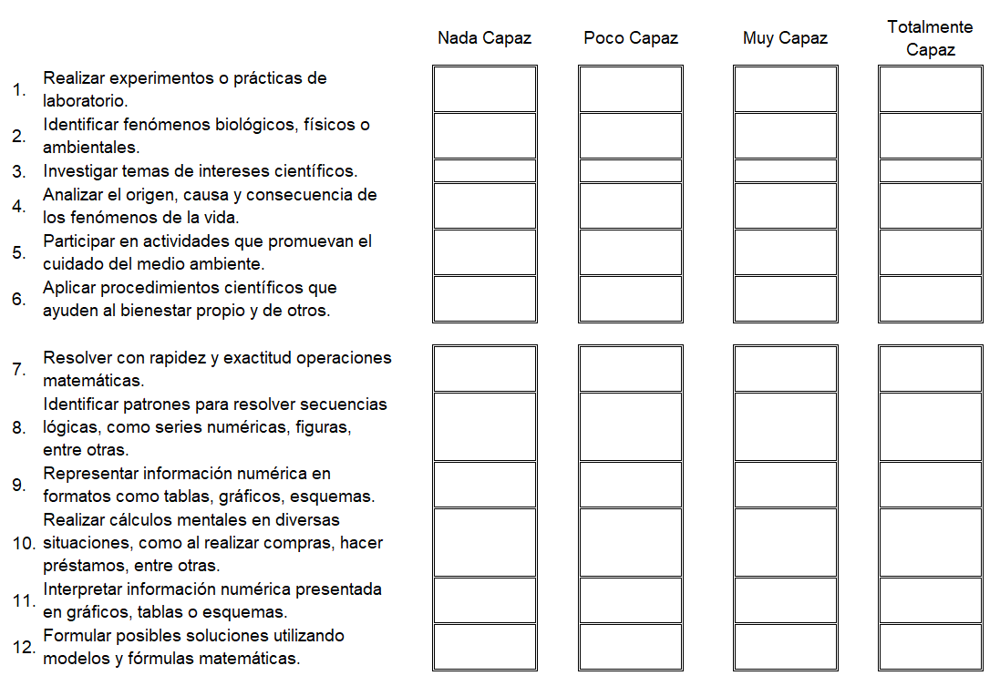 Nada Capaz Poco Capaz Muy Capaz Totalmente
Capaz
1. Realizar experimentos o prácticas de
laboratorio.
2. Identificar fenómenos biológicos, físicos o
ambientales.
3. Investigar temas de intereses científicos.
4. Analizar el origen, causa y consecuencia de
los fenómenos de la vida.
5. Participar en actividades que promuevan el
cuidado del medio ambiente.
6. Aplicar procedimientos científicos que
ayuden al bienestar propio y de otros.
7. Resolver con rapidez y exactitud operaciones
matemáticas.
8. Identificar patrones para resolver secuencias
lógicas, como series numéricas, figuras,
entre otras.
9. Representar información numérica en
formatos como tablas, gráficos, esquemas.
10. Realizar cálculos mentales en diversas
situaciones, como al realizar compras, hacer
préstamos, entre otras.
11. Interpretar información numérica presentada
en gráficos, tablas o esquemas.
12. Formular posibles soluciones utilizando
modelos y fórmulas matemáticas.